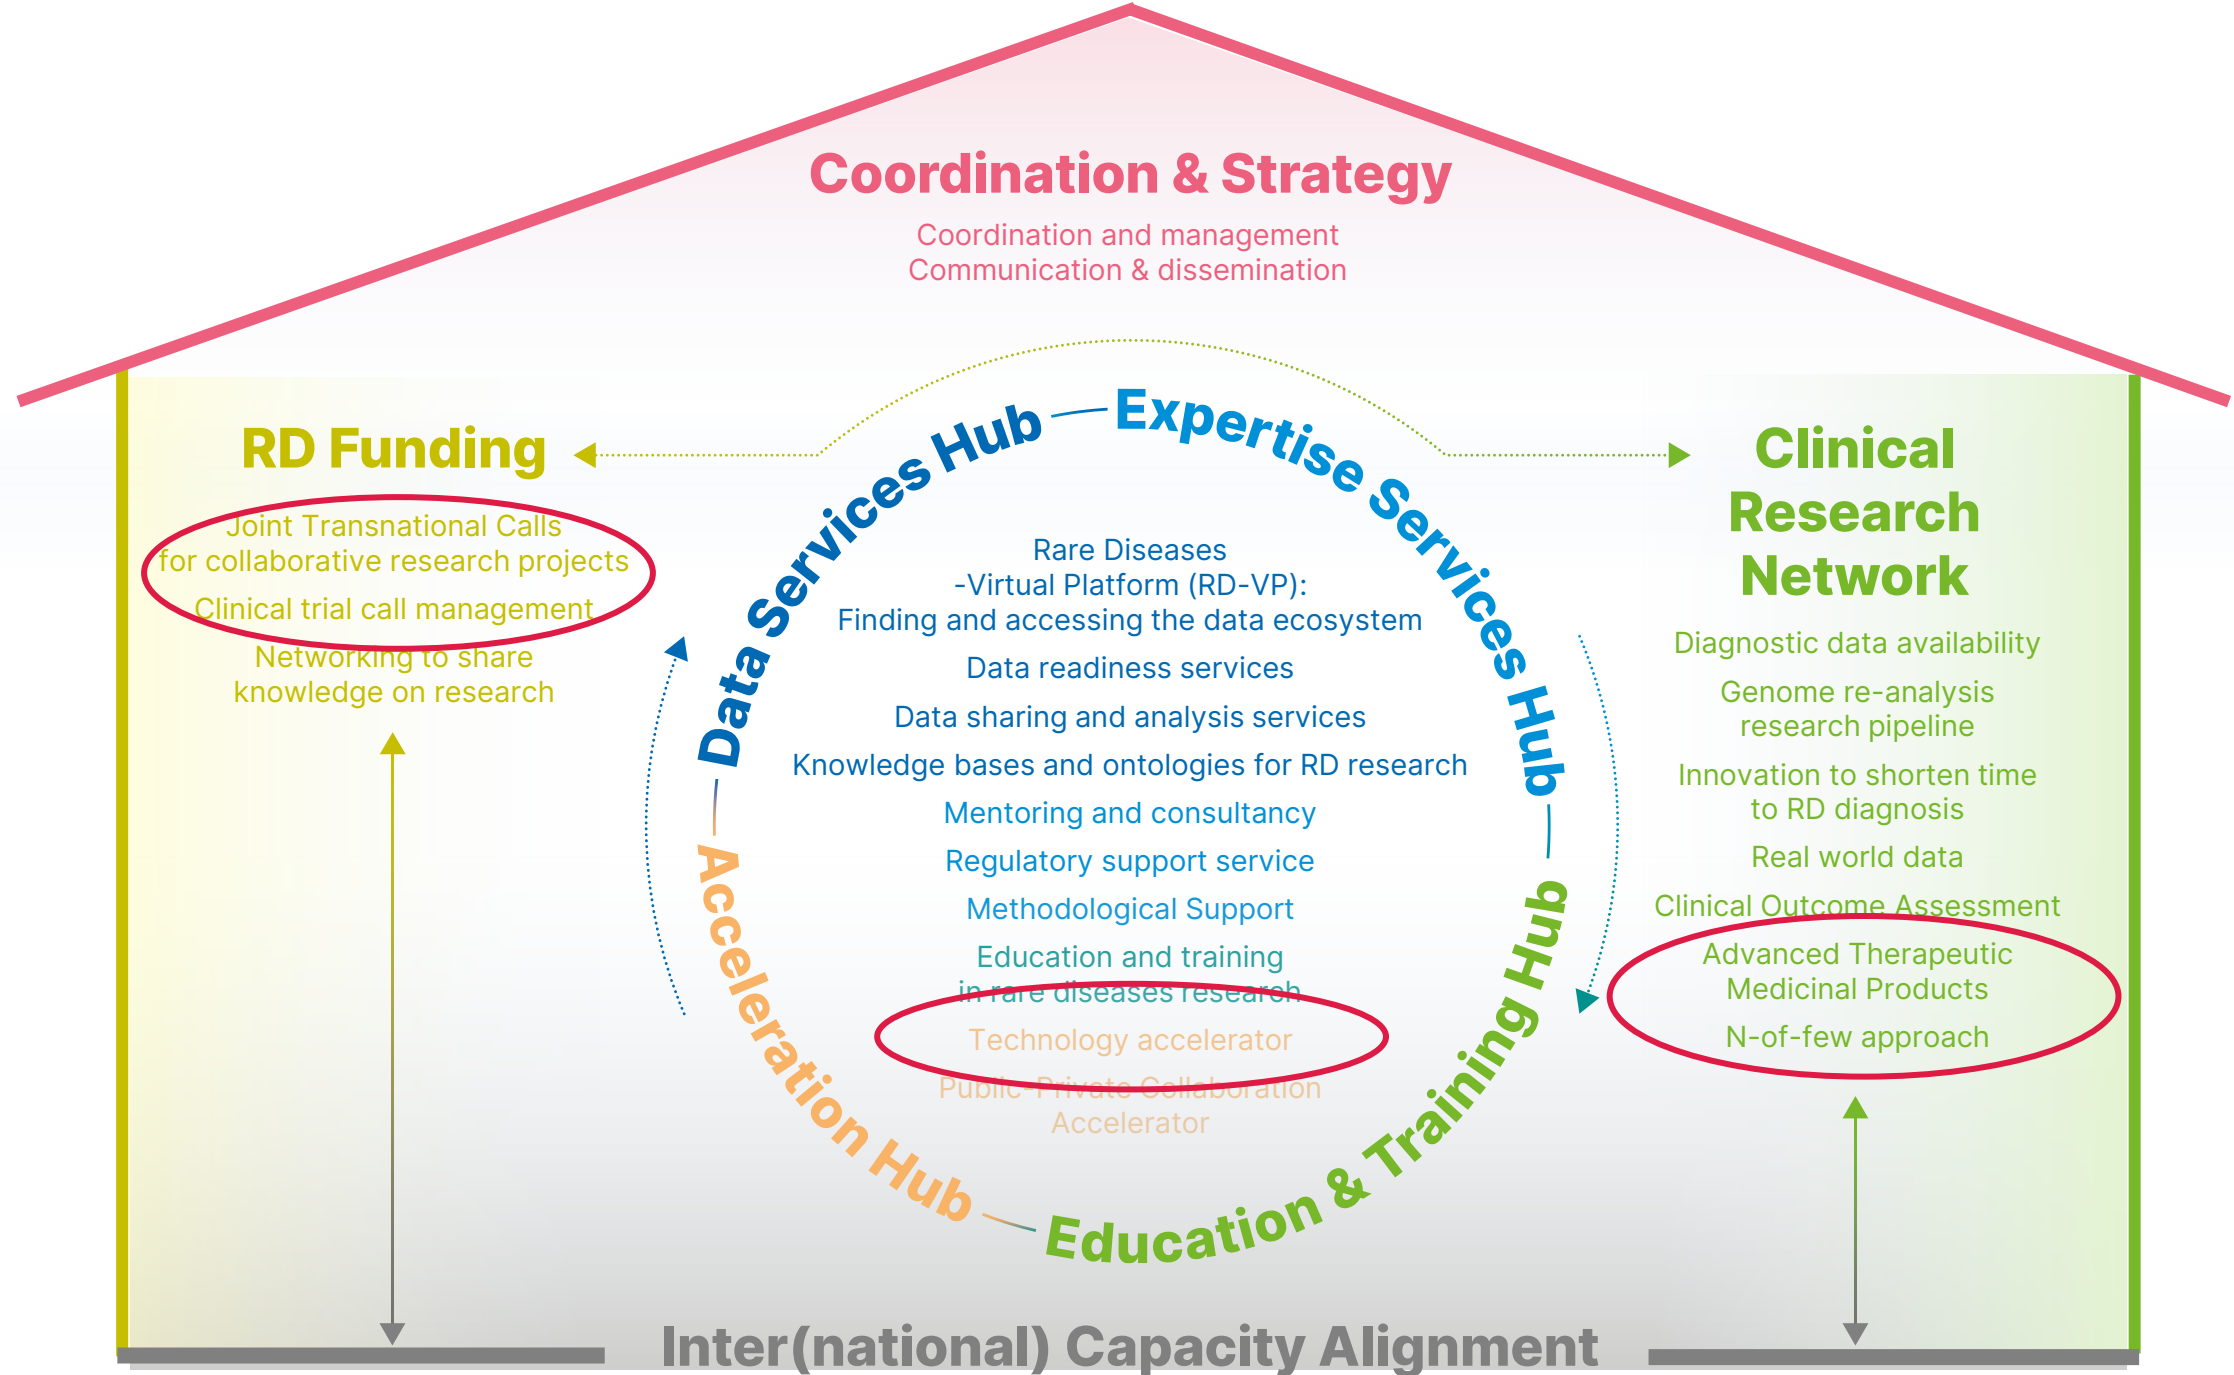 Coordination & Strategy
Coordination and management
Communication & dissemination
RD Funding
Joint Transnational Calls
for collaborative research projects
Clinical trial call management
Networking to share
knowledge on research
Data Services Hub
Expertise Services Hub
Education & Training Hub
Acceleration Hub
Rare Diseases
-Virtual Platform (RD-VP):
Finding and accessing the data ecosystem
Data readiness services
Data sharing and analysis services
Knowledge bases and ontologies for RD research
Mentoring and consultancy
Regulatory support service
Methodological Support
Education and training
in rare diseases research
Technology accelerator
Public-Private Collaboration
Accelerator
Clinical
Research
Network
Diagnostic data availability
Genome re-analysis
research pipeline
Innovation to shorten time
to RD diagnosis
Real world data
Clinical Outcome Assessment
Advanced Therapeutic
Medicinal Products
N-of-few approach
Inter(national) Capacity Alignment